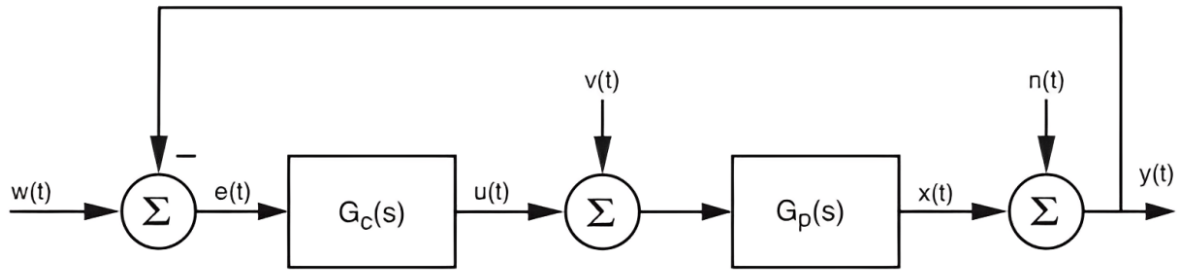 v(t)
n(t)
−
w(t)
Σ
e(t)
G_c(s)
u(t)
Σ
G_p(s)
x(t)
Σ
y(t)